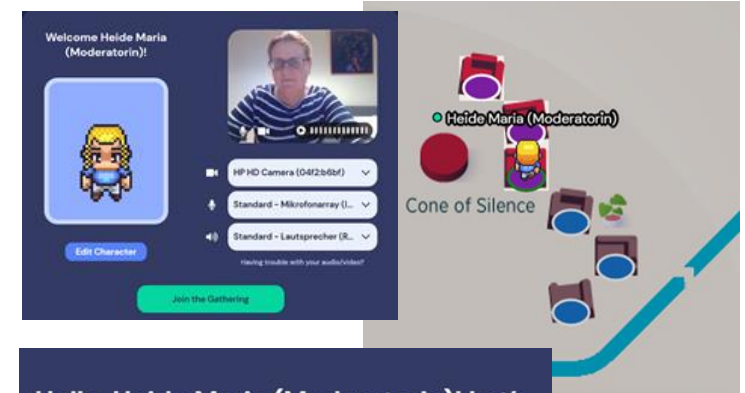 Welcome Heide Maria
(Moderatorin)!
HP HD Camera (04f2:b6bf)
Standard - Mikrofonarray (I...
Standard - Lautsprecher (R...
Edit Character
Having trouble with your audio/video?
Join the Gathering
Heide Maria (Moderatorin)
Cone of Silence